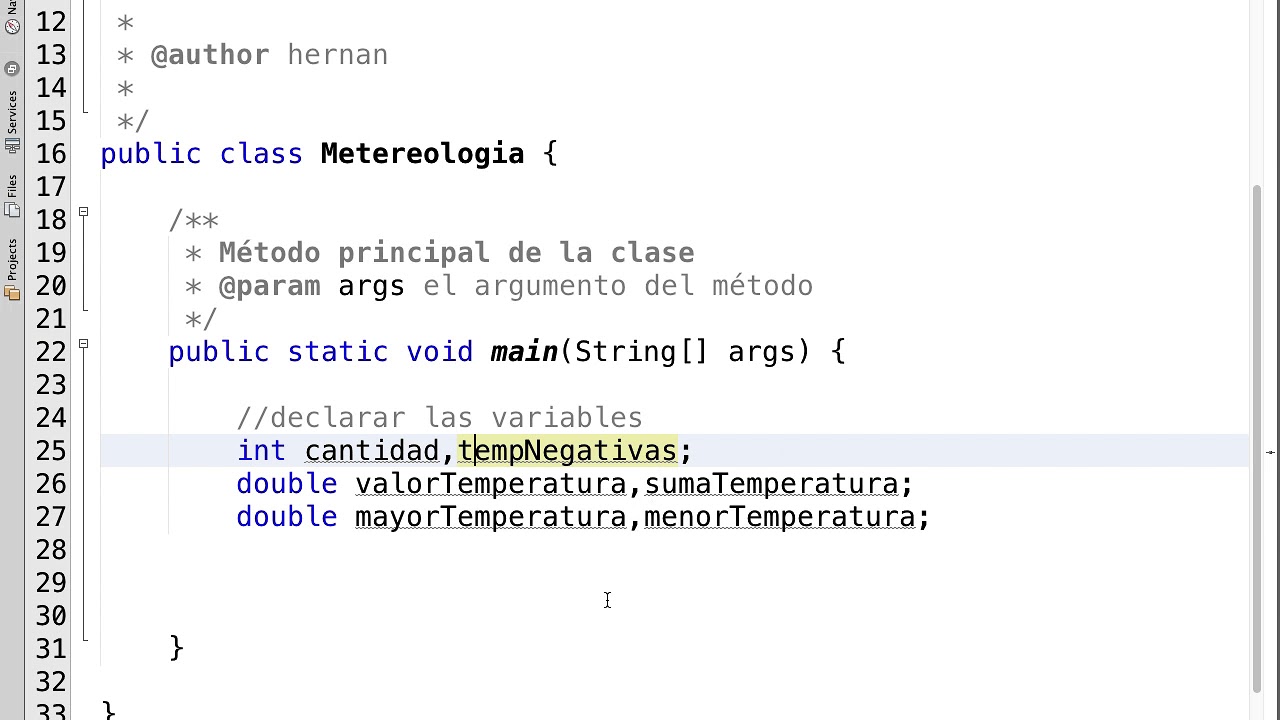 Na
Services
Files
Projects
12 *
13 * @author hernan
14 *
15 */
16 public class Metereologia {
17
18 /**
19 * Método principal de la clase
20 * @param args el argumento del método
21 */
22 public static void main(String[] args) {
23
24 //declarar las variables
25 int cantidad,tempNegativas;
26 double valorTemperatura,sumaTemperatura;
27 double mayorTemperatura,menorTemperatura;
28
29
30
31 }
32
33 }